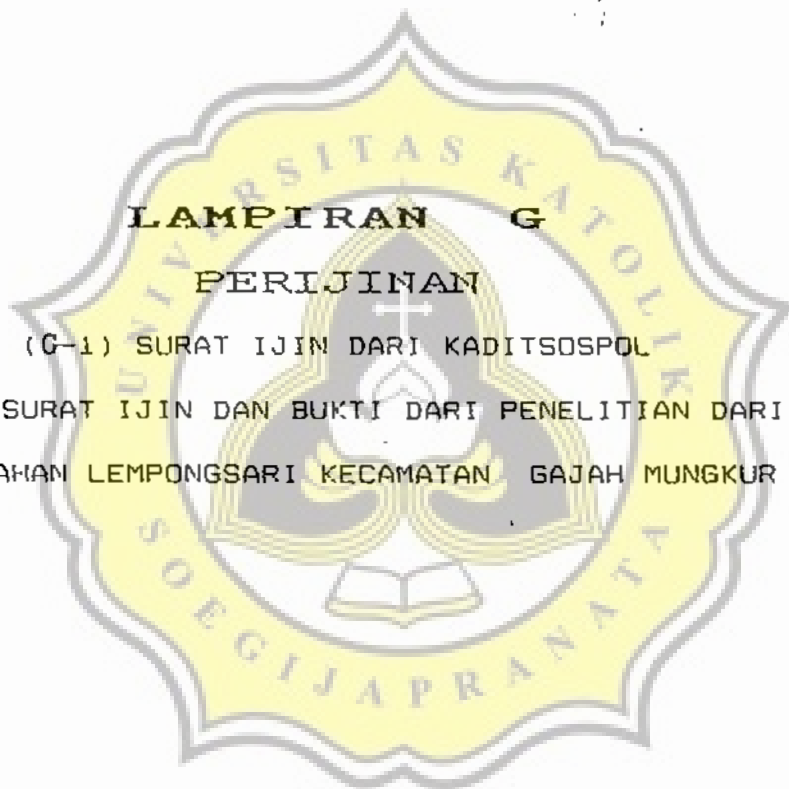 UNIVERSITAS KATOLIK
LAMPIRAN G
PERIJINAN
(G-1) SURAT IJIN DARI KADITSOSPOL
SURAT IJIN DAN BUKTI DARI PENELITIAN DARI
AHAN LEMPONGSARI KECAMATAN GAJAH MUNGKUR
SOEGIJAPRANATA